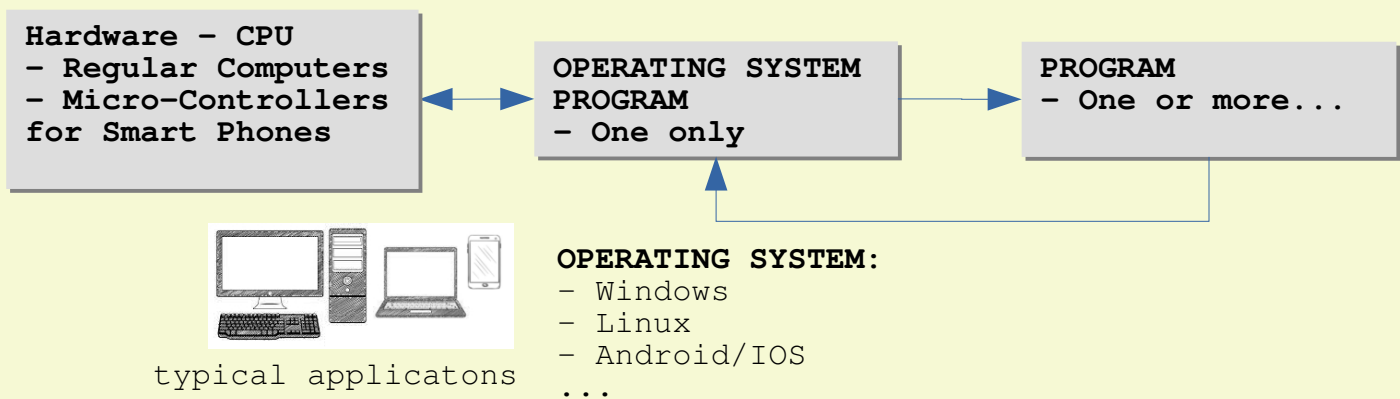 Hardware – CPU
- Regular Computers
- Micro-Controllers
for Smart Phones
OPERATING SYSTEM
PROGRAM
- One only
PROGRAM
- One or more...
typical applicatons
OPERATING SYSTEM:
- Windows
- Linux
- Android/IOS
...